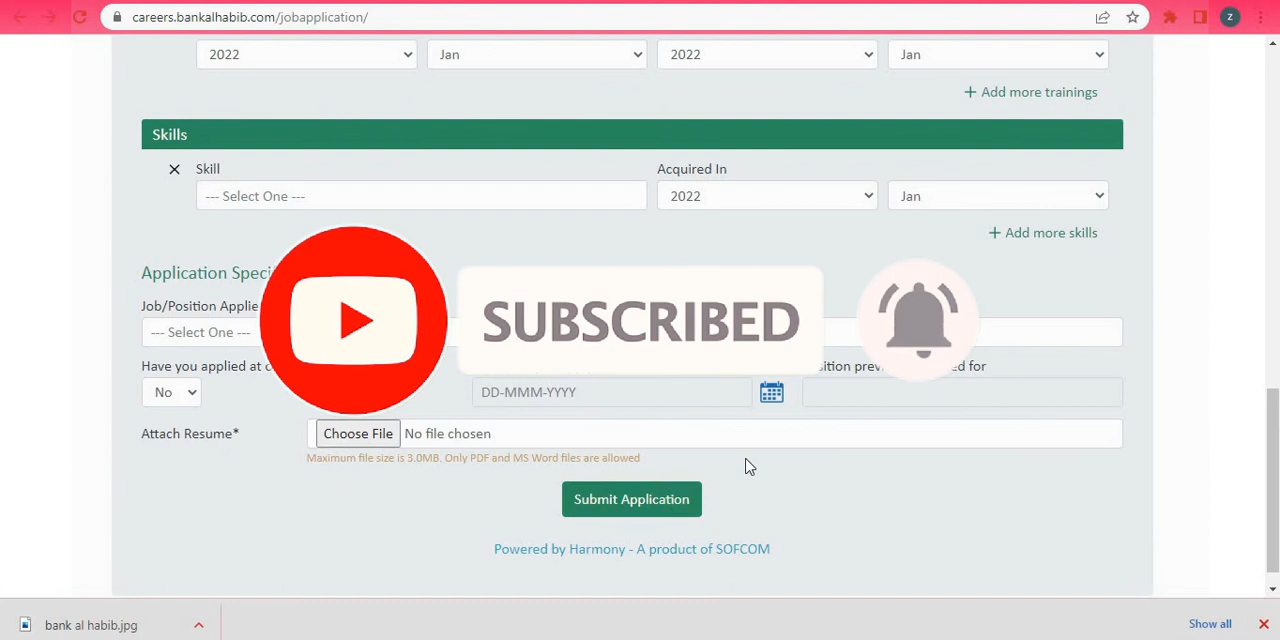 careers.bankalhabib.com/jobapplication/
Z
2022 Jan 2022 Jan
+ Add more trainings
Skills
Skill Acquired In
--- Select One --- 2022 Jan
+ Add more skills
Application Speci
Job/Position Applie
--- Select One ---
SUBSCRIBED
Have you applied at for
No DD-MMM-YYYY
Attach Resume* Choose File No file chosen
Maximum file size is 3.0MB. Only PDF and MS Word files are allowed
Submit Application
Powered by Harmony - A product of SOFCOM
bank al habib.jpg Show all